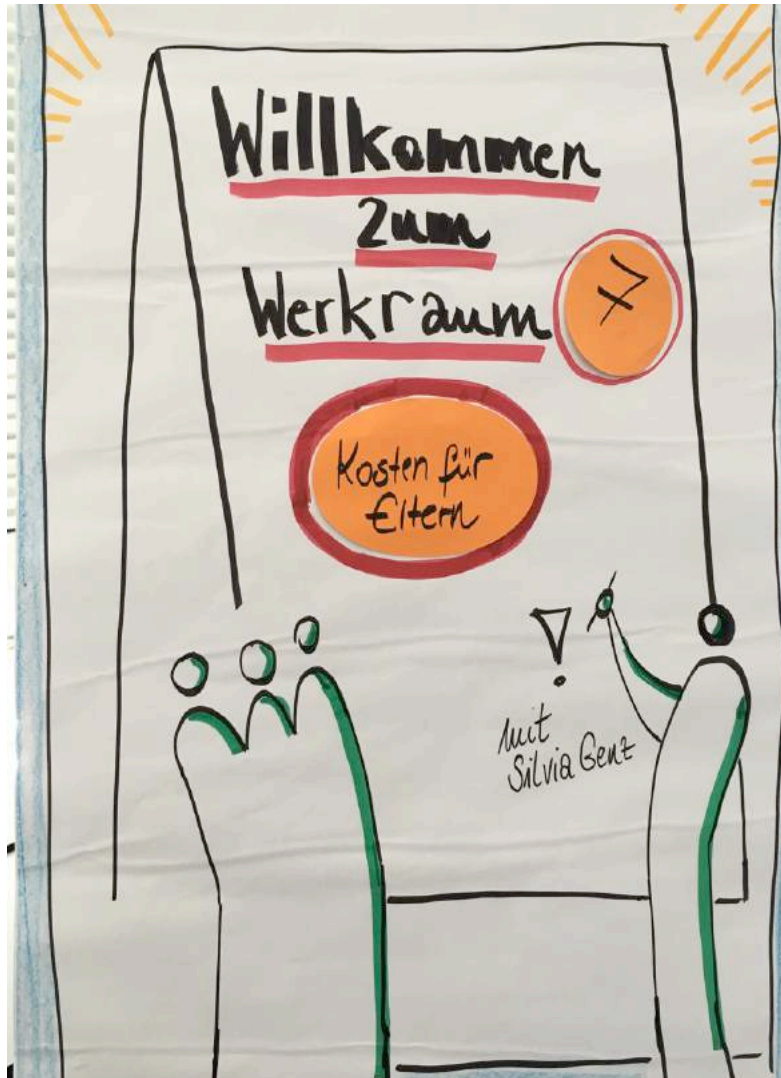 Willkommen
zum
Werkraum 7
Kosten für
Eltern
!
mit
Silvia Genz